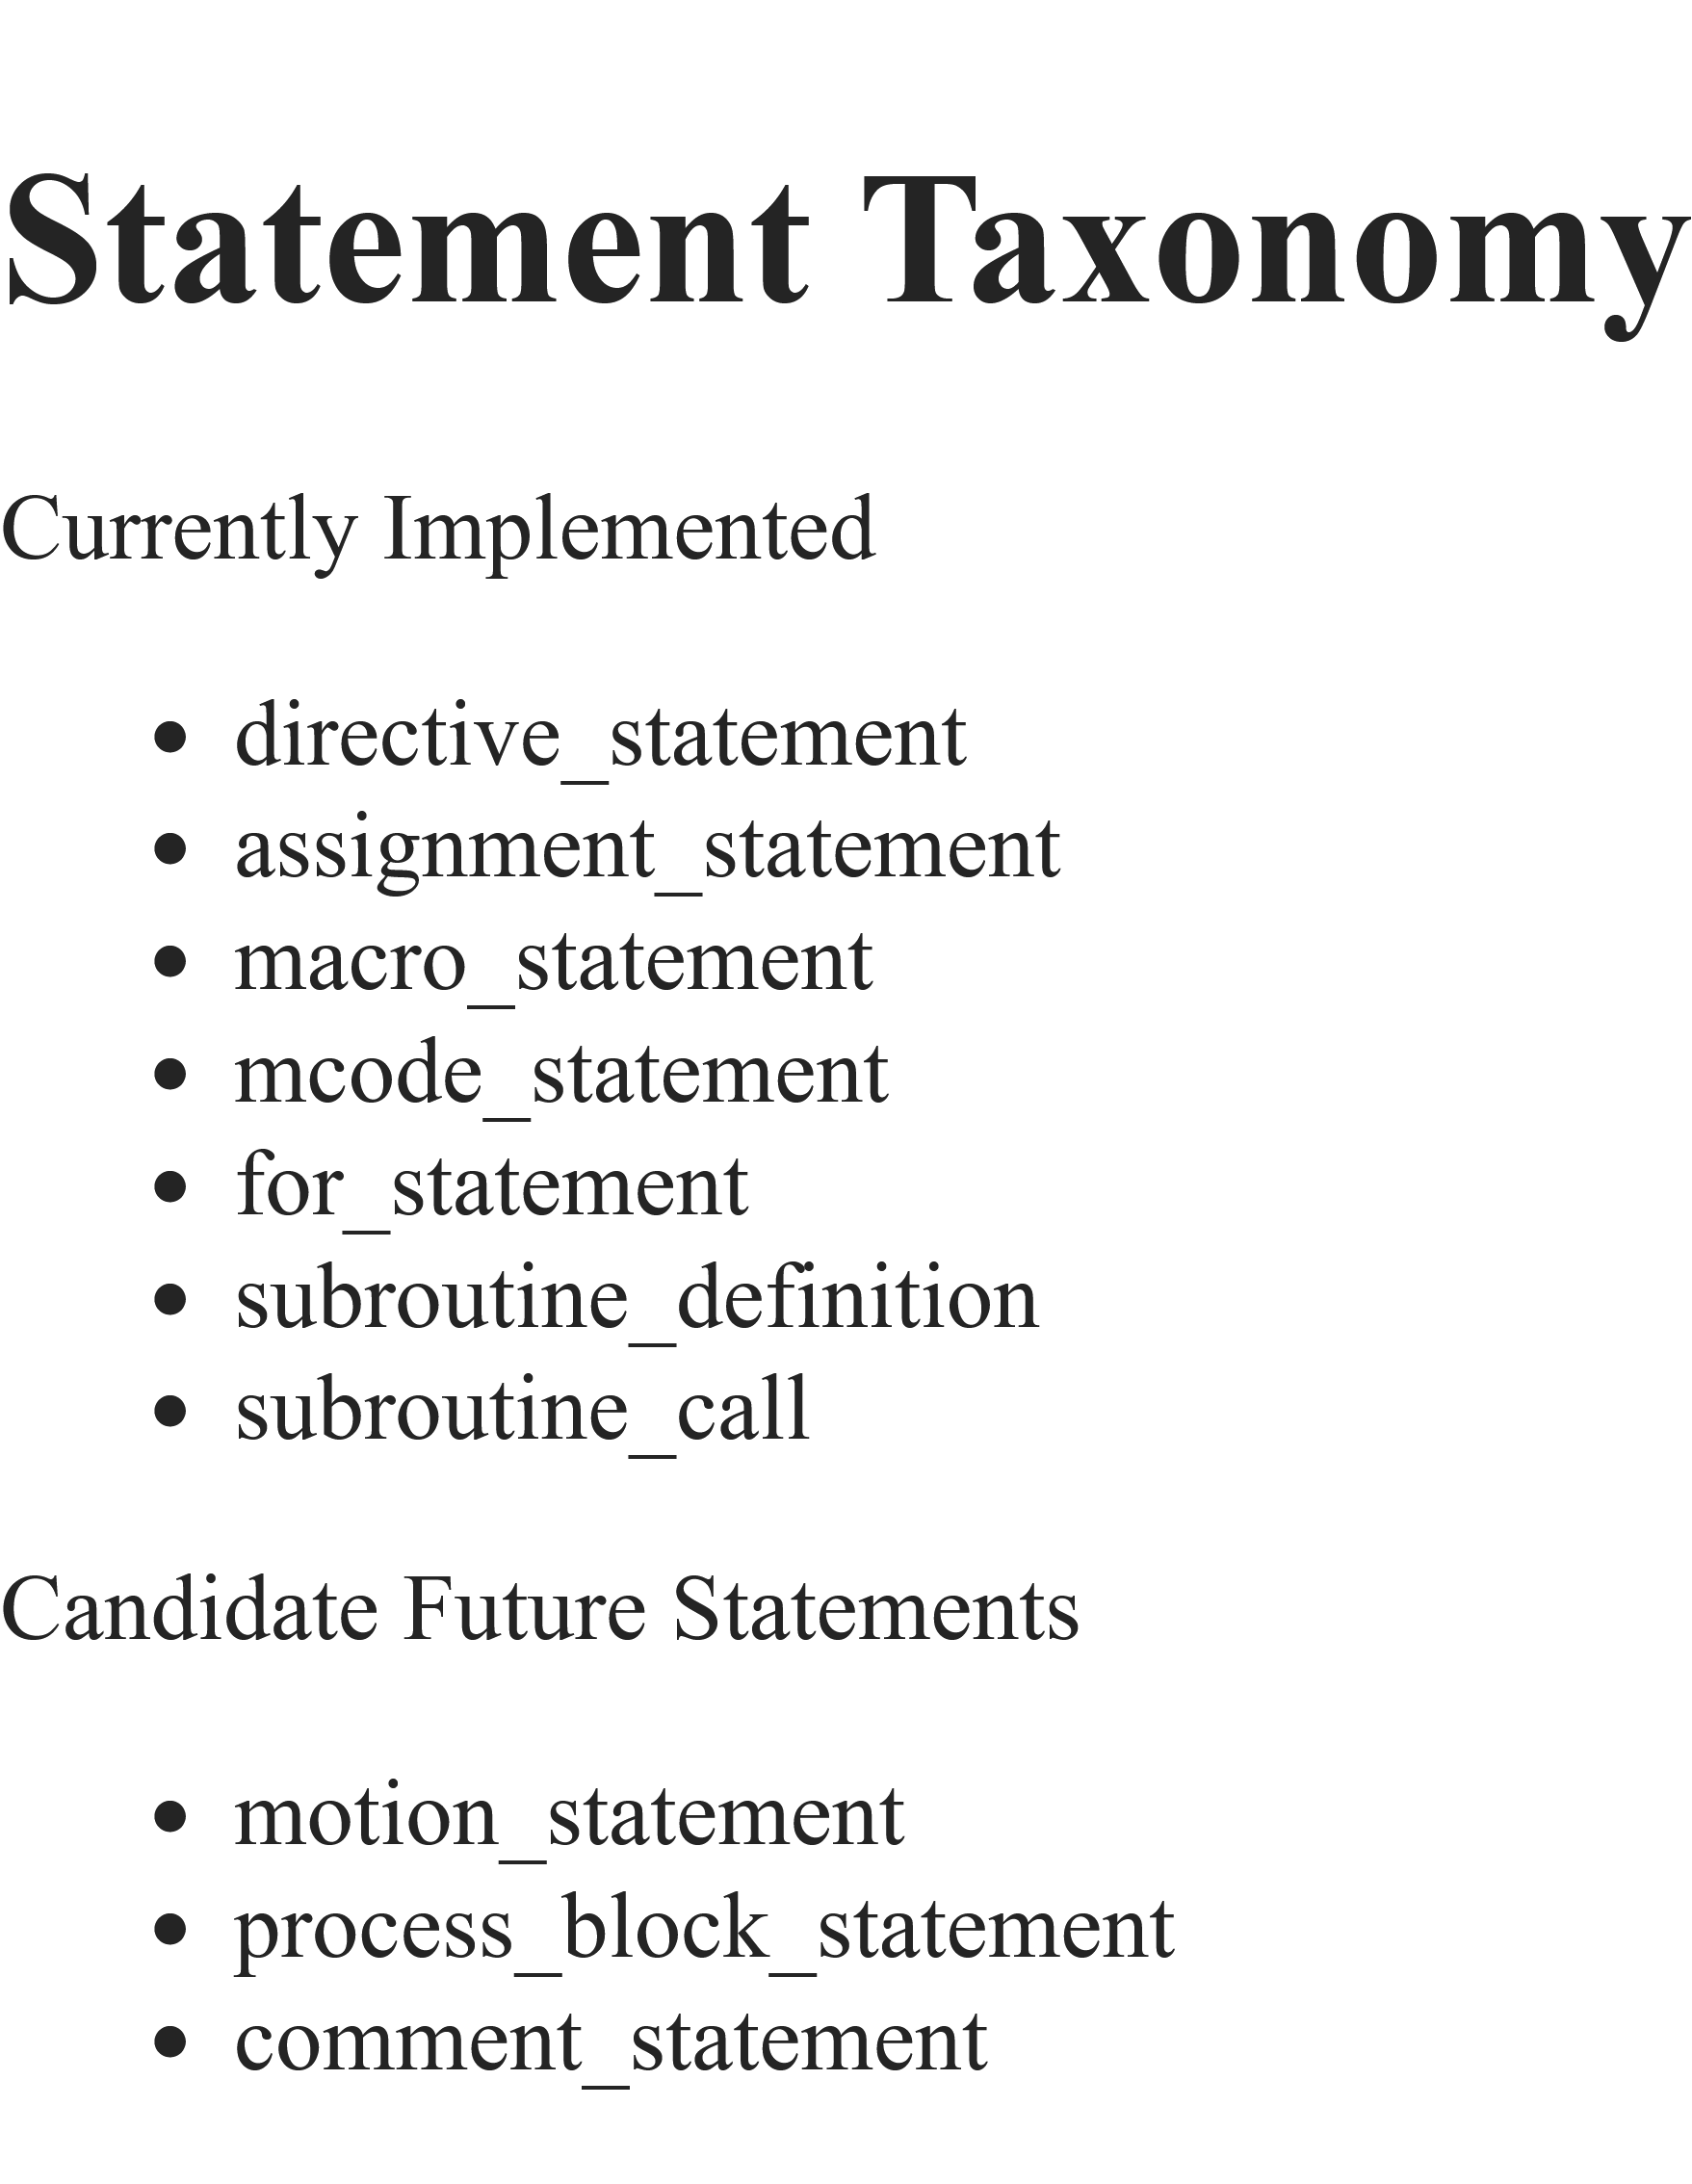 Statement Taxonomy
Currently Implemented
• directive_statement
• assignment_statement
• macro_statement
• mcode_statement
• for_statement
• subroutine_definition
• subroutine_call
Candidate Future Statements
• motion_statement
• process_block_statement
• comment_statement